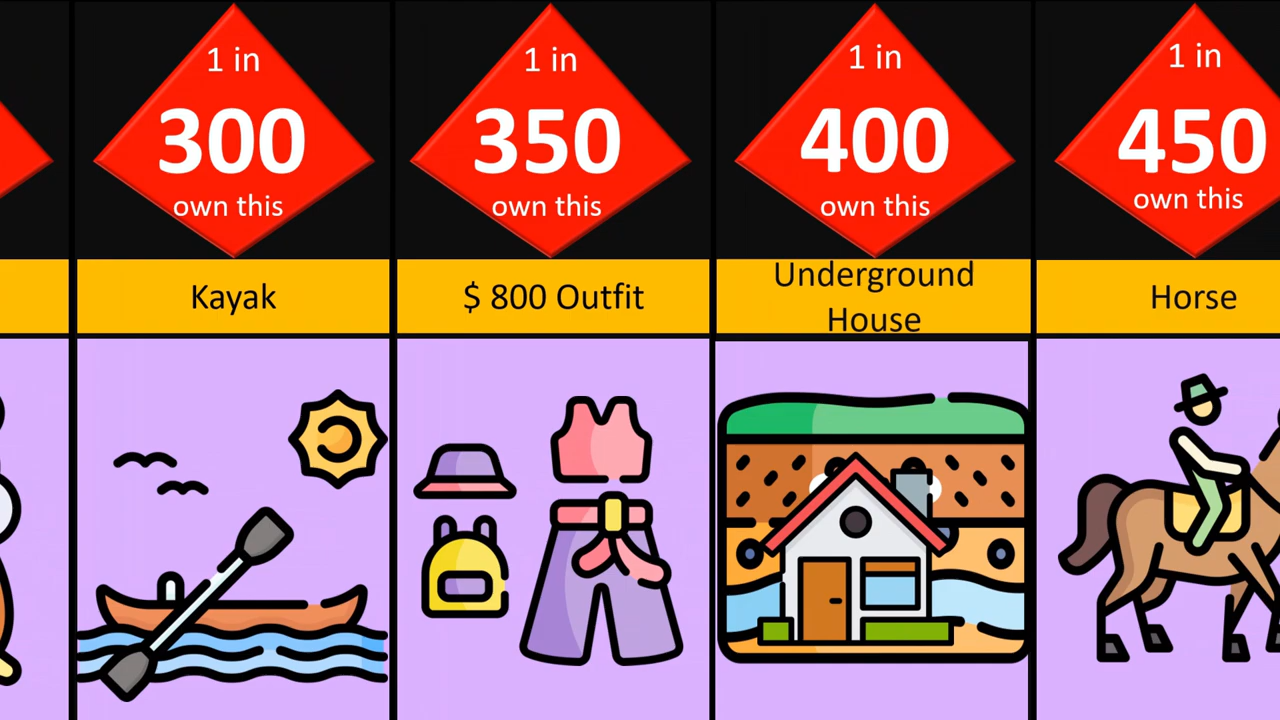 1 in
300
own this
Kayak
1 in
350
own this
$ 800 Outfit
1 in
400
own this
Underground
House
1 in
450
own this
Horse